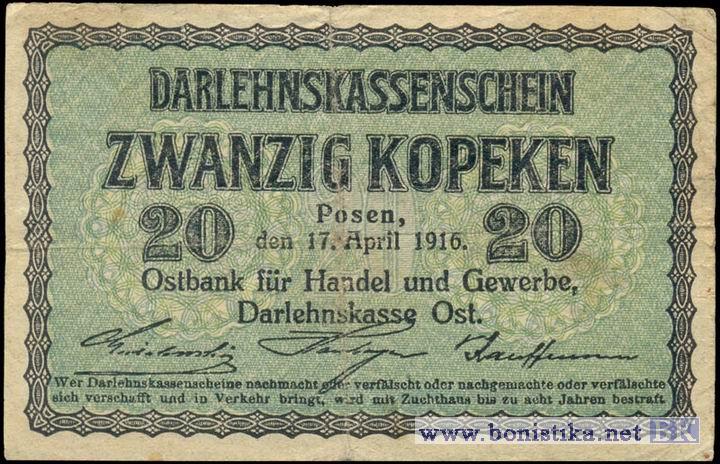 DARLEHNSKASSENSCHEIN
ZWANZIG KOPEKEN
20 Posen, 20
den 17. April 1916.
Ostbank für Handel und Gewerbe,
Darlehnskasse Ost.
Kauffmann
Wer Darlehnskassenscheine nachmacht oder verfälscht oder nachgemachte oder verfälschte
sich verschafft und in Verkehr bringt, wird mit Zuchthaus bis zu acht Jahren bestraft
www.bonistika.net BK